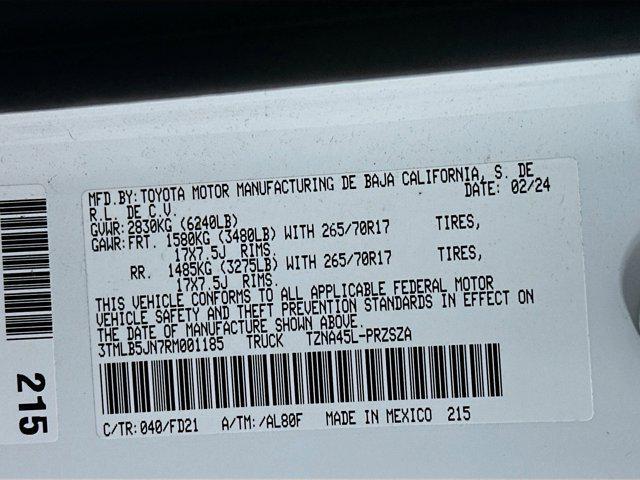 MFD.BY: TOYOTA MOTOR MANUFACTURING DE BAJA CALIFORNIA, S. DE
R.L. DE C.V. DATE: 02/24
GVWR: 2830KG (6240LB)
GAWR: FRT. 1580KG (3480LB) WITH 265/70R17 TIRES,
17X7.5J RIMS.
RR. 1485KG (3275LB) WITH 265/70R17 TIRES,
17X7.5J RIMS.
THIS VEHICLE CONFORMS TO ALL APPLICABLE FEDERAL MOTOR
VEHICLE SAFETY AND THEFT PREVENTION STANDARDS IN EFFECT ON
THE DATE OF MANUFACTURE SHOWN ABOVE.
3TMLB5JN7RM001185 TRUCK TZNA45L-PRZSZA
C/TR: 040/FD21 A/TM: /AL80F MADE IN MEXICO 215
215